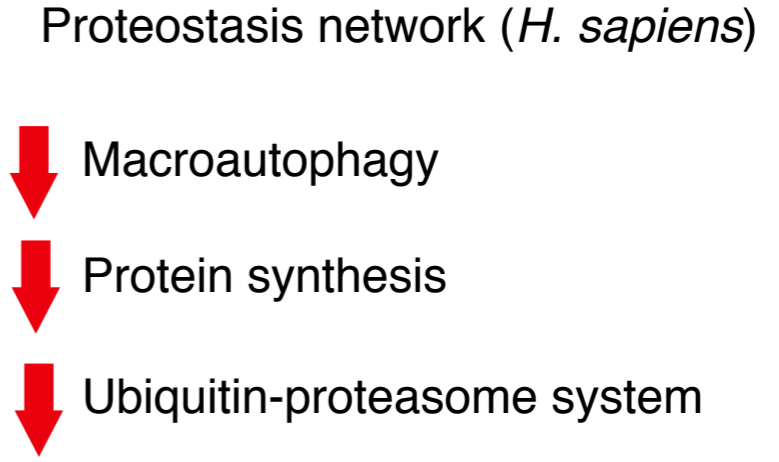 Proteostasis network (H. sapiens)
Macroautophagy
Protein synthesis
Ubiquitin-proteasome system